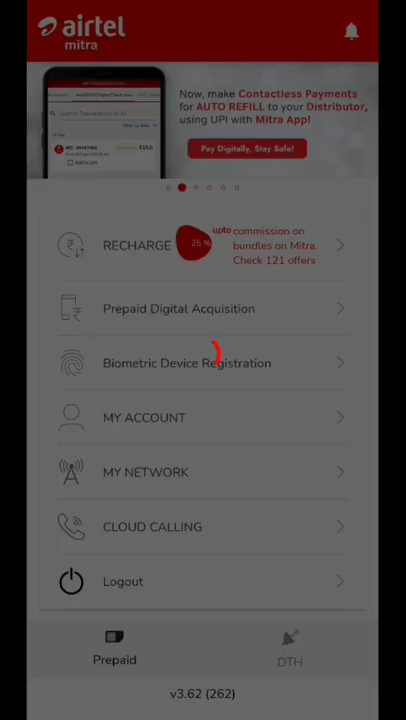 airtel
mitra
Now, make Contactless Payments
for AUTO REFILL to your Distributor,
using UPI with Mitra App!
Pay Digitally, Stay Safe!
RECHARGE
25 %
upto commission on
bundles on Mitra.
Check 121 offers
Prepaid Digital Acquisition
Biometric Device Registration
MY ACCOUNT
MY NETWORK
CLOUD CALLING
Logout
Prepaid
DTH
v3.62 (262)